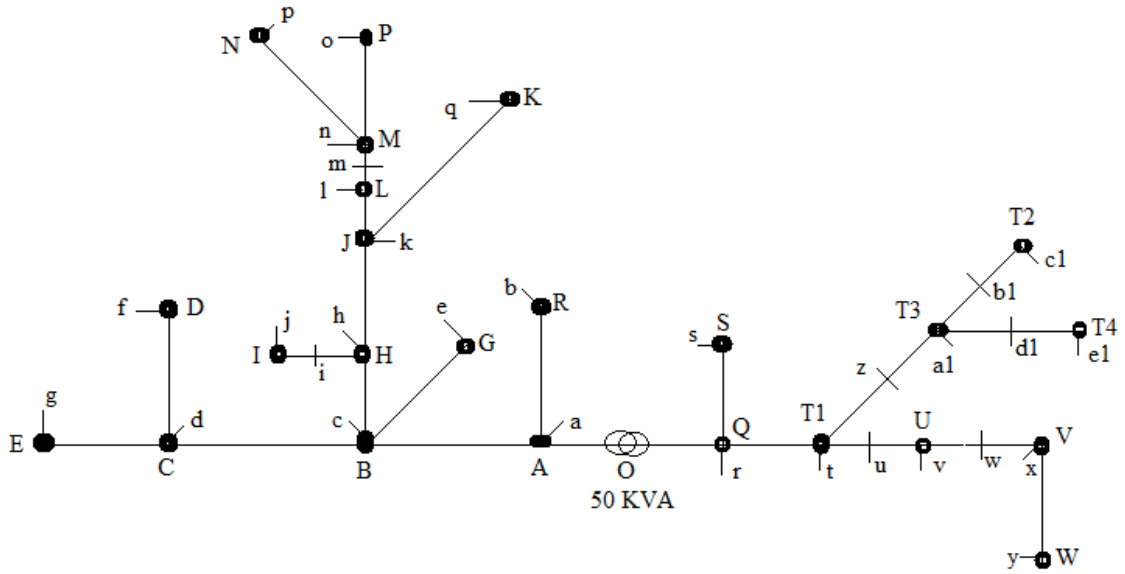 p
N
o
P
q
K
n
M
m
l
L
J
k
T2
c1
b1
f
D
h
e
b
R
j
G
s
S
T3
T4
I
i
H
z
a1
d1
e1
g
d
c
a
T1
Q
U
V
E
C
B
A
O
r
t
u
v
w
x
50 KVA
y
W